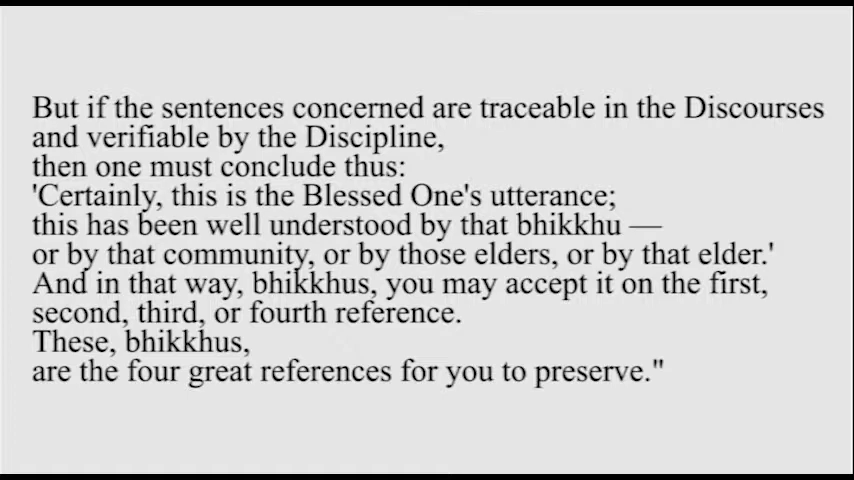 But if the sentences concerned are traceable in the Discourses
and verifiable by the Discipline,
then one must conclude thus:
'Certainly, this is the Blessed One's utterance;
this has been well understood by that bhikkhu —
or by that community, or by those elders, or by that elder.'
And in that way, bhikkhus, you may accept it on the first,
second, third, or fourth reference.
These, bhikkhus,
are the four great references for you to preserve."